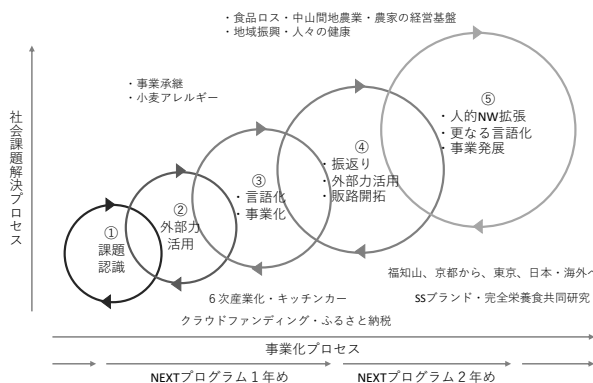 ・食品ロス・中山間地農業・農家の経営基盤
・地域振興・人々の健康
・事業承継
・小麦アレルギー
社会課題解決プロセス
①
課題
認識
②
外部力
活用
③
・言語化
・事業化
④
・振返り
・外部力活用
・販路開拓
⑤
・人的NW拡張
・更なる言語化
・事業発展
福知山、京都から、東京、日本・海外へ
6次産業化・キッチンカー
SSブランド・完全栄養食共同研究
クラウドファンディング・ふるさと納税
事業化プロセス
NEXTプログラム1年め
NEXTプログラム2年め